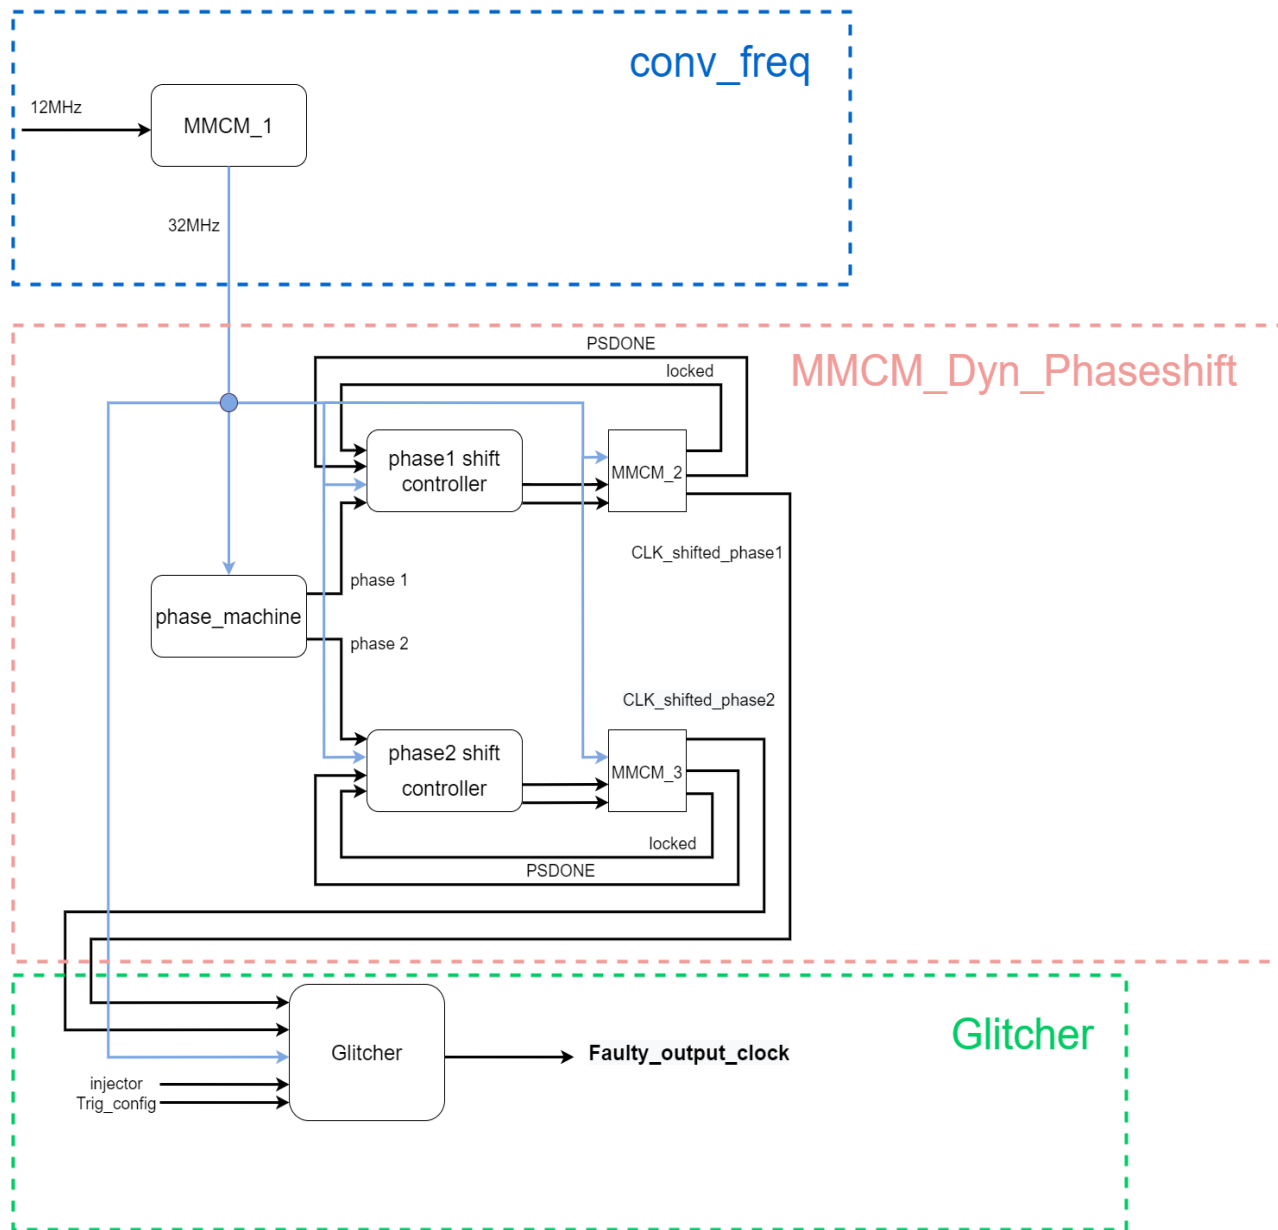 conv_freq
12MHz
MMCM_1
32MHz
MMCM_Dyn_Phaseshift
PSDONE
locked
phase1 shift
controller
MMCM_2
CLK_shifted_phase1
phase 1
phase_machine
phase 2
CLK_shifted_phase2
phase2 shift
controller
MMCM_3
locked
PSDONE
Glitcher
Glitcher
Faulty_output_clock
injector
Trig_config